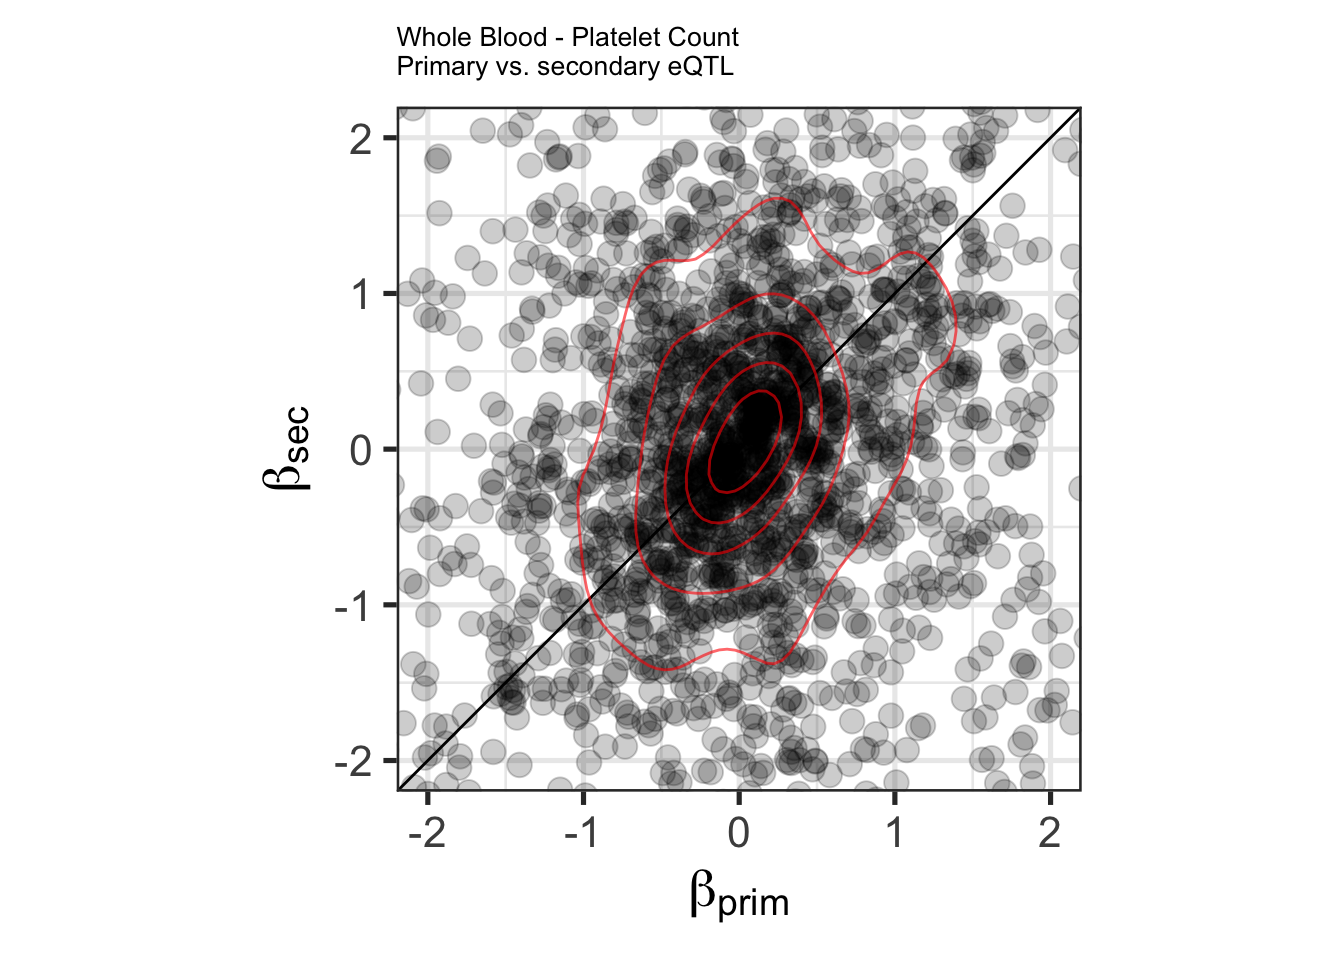 Whole Blood - Platelet Count
Primary vs. secondary eQTL
2
1
0
-1
-2
βsec
-2 -1 0 1 2
βprim